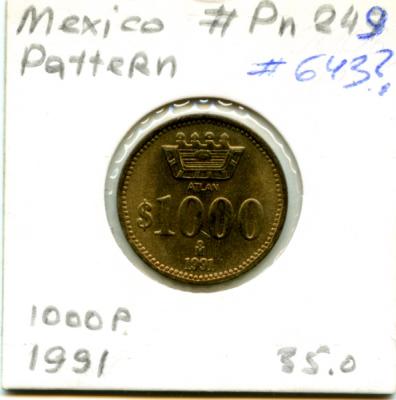 Mexico #Pn 249
PatteRn #643?
ATLAN
$1000
M
1991
1000P
1991 35.0